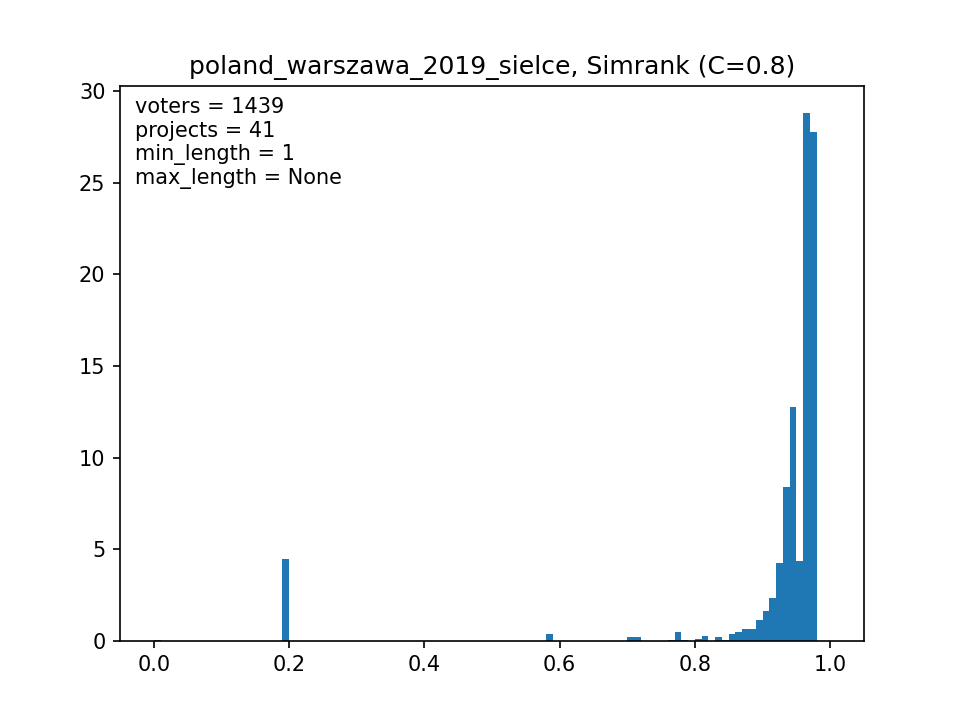 poland_warszawa_2019_sielce, Simrank (C=0.8)
voters = 1439
projects = 41
min_length = 1
max_length = None
30
25
20
15
10
5
0
0.0 0.2 0.4 0.6 0.8 1.0